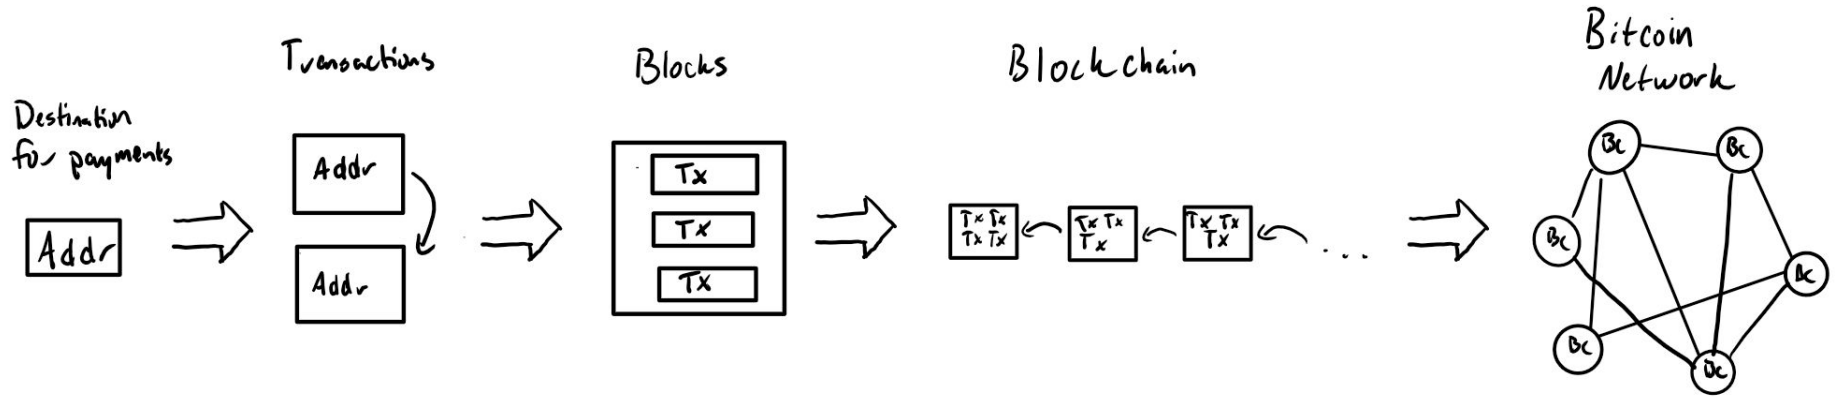 Destination
for payments
Addr
Transactions
Addr
Addr
Blocks
Tx
Tx
Tx
Blockchain
Tx Tx
Tx Tx
Tx Tx
Tx
Tx Tx
Tx
...
Bitcoin
Network
Bc
Bc
Bc
Bc
Bc
Bc